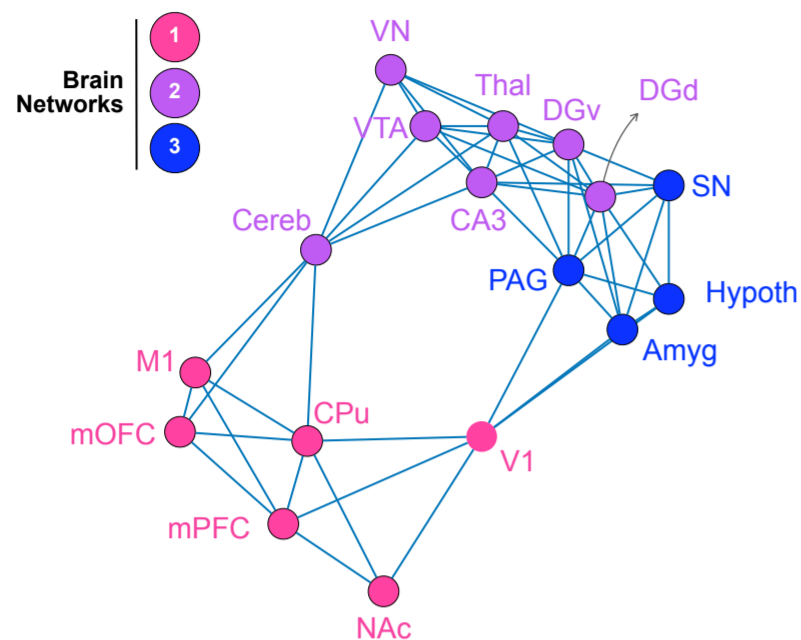 Brain
Networks
1
2
3
VN
Thal
DGd
DGv
VTA
SN
CA3
Cereb
PAG
Hypoth
Amyg
M1
CPu
mOFC
V1
mPFC
NAc